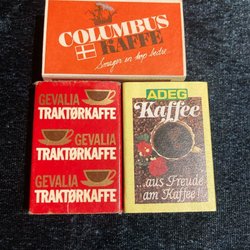 COLUMBUS
KAFFE
Smager en kop bedre
GEVALIA
TRAKTØRKAFFE
GEVALIA
TRAKTØRKAFFE
GEVALIA
TRAKTØRKAFFE
ADEG
Kaffee
...aus Freude
am Kaffee!